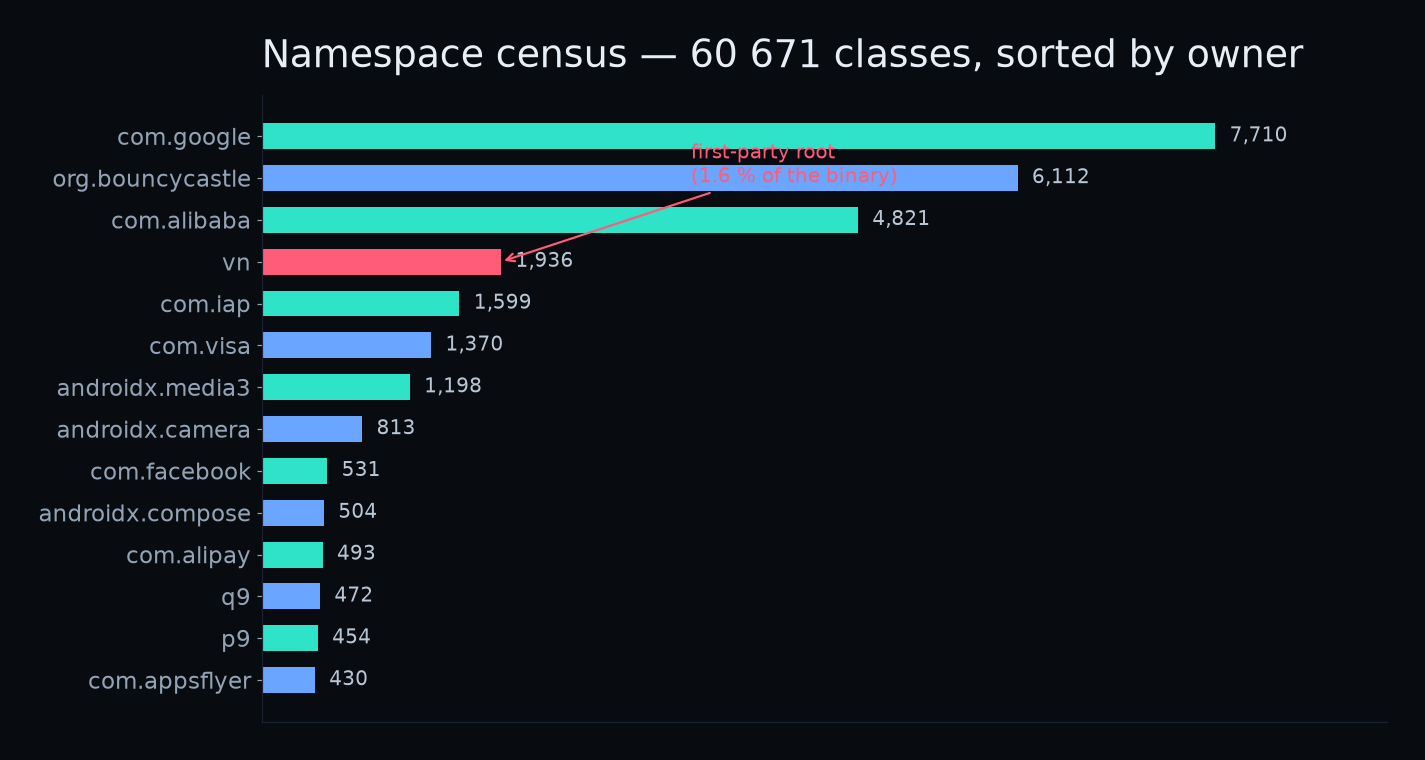 Namespace census — 60 671 classes, sorted by owner
com.google 7,710
first-party root
(1.6 % of the binary)
org.bouncycastle 6,112
com.alibaba 4,821
vn 1,936
com.iap 1,599
com.visa 1,370
androidx.media3 1,198
androidx.camera 813
com.facebook 531
androidx.compose 504
com.alipay 493
q9 472
p9 454
com.appsflyer 430